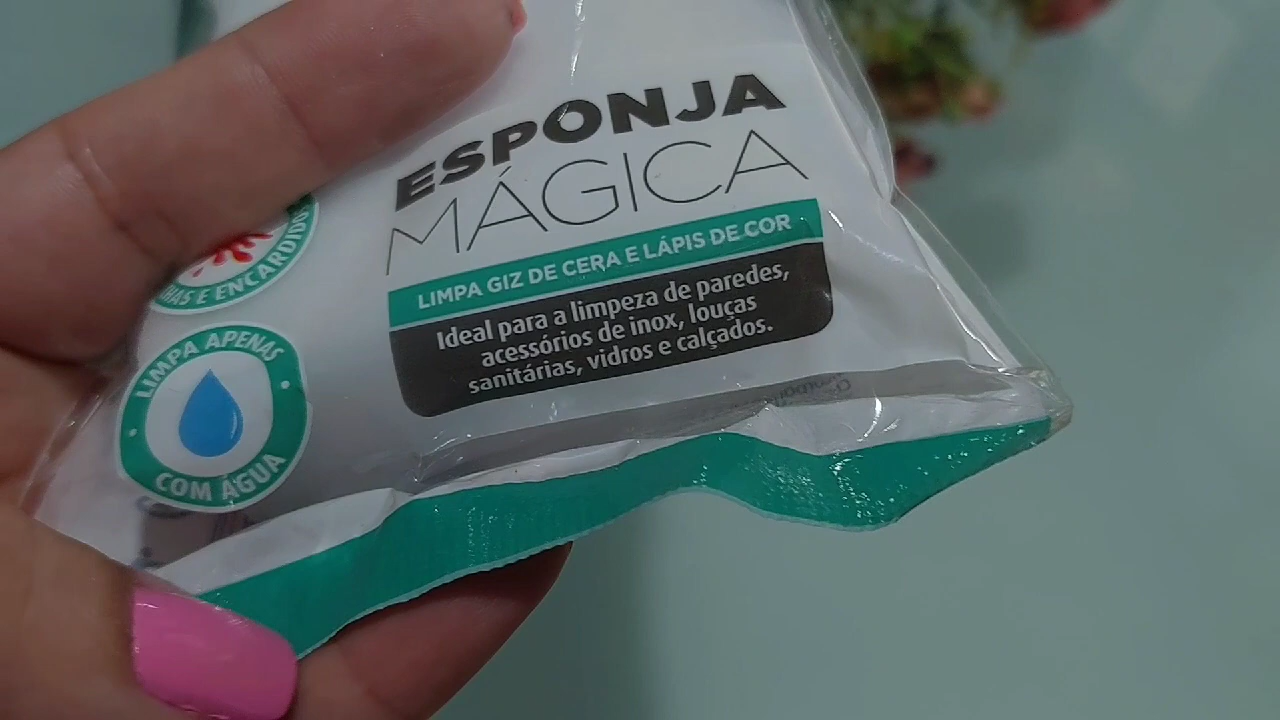 ESPONJA
MÁGICA
LIMPA GIZ DE CERA E LÁPIS DE COR
Ideal para a limpeza de paredes,
acessórios de inox, louças
sanitárias, vidros e calçados.
E ENCARDIDO
LIMPA APENAS
COM ÁGUA